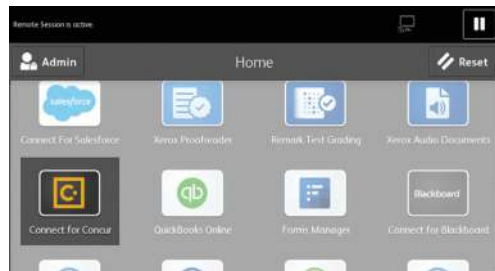 Remote Session is active.
Admin
Home
Reset
salesforce
Connect For Salesforce
Xerox Proofreader
Remark Test Grading
Xerox Audio Documents
C.
qb
Blackboard
Connect for Concur
QuickBooks Online
Forms Manager
Connect for Blackboard